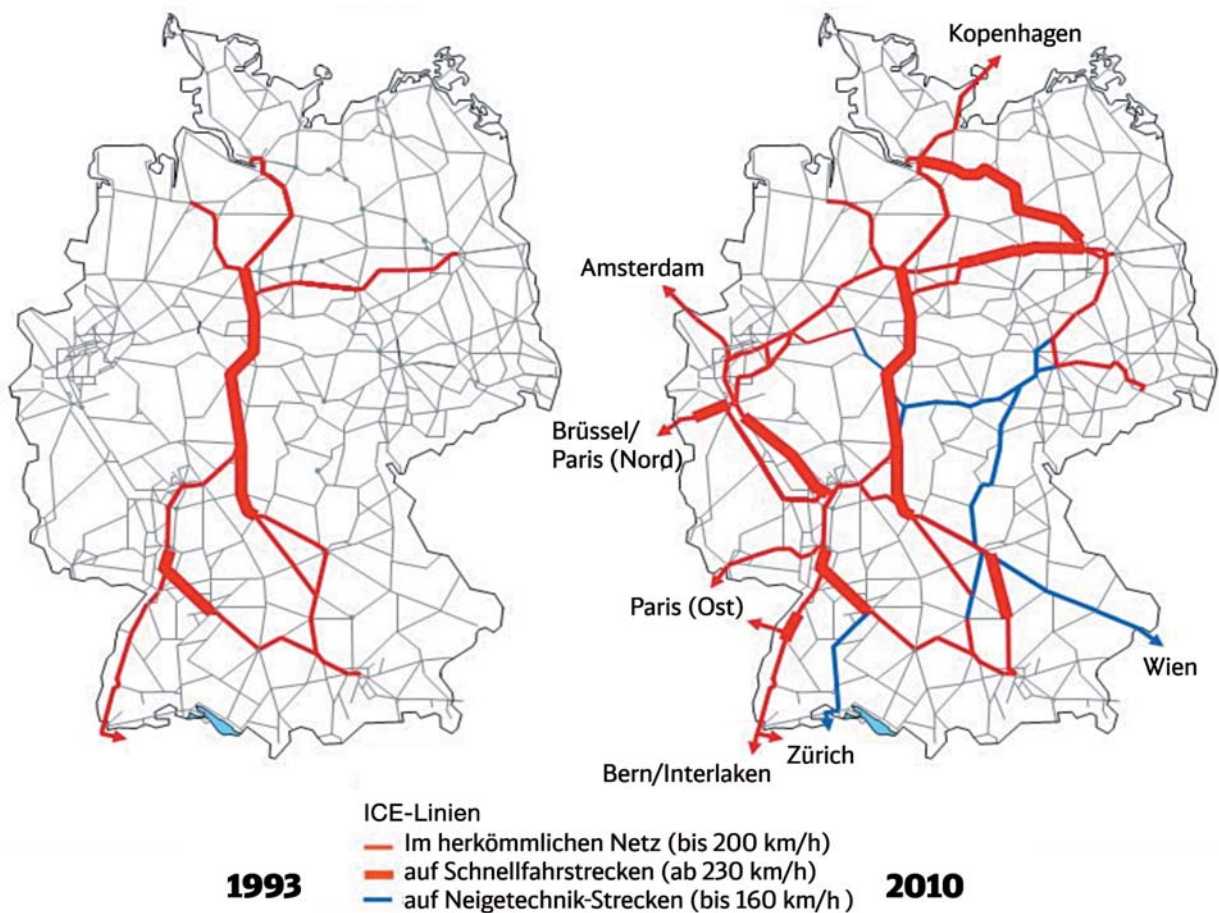 Kopenhagen
Amsterdam
Brüssel/
Paris (Nord)
Paris (Ost)
Wien
Zürich
Bern/Interlaken
ICE-Linien
Im herkömmlichen Netz (bis 200 km/h)
auf Schnellfahrstrecken (ab 230 km/h)
auf Neigetechnik-Strecken (bis 160 km/h)
1993
2010